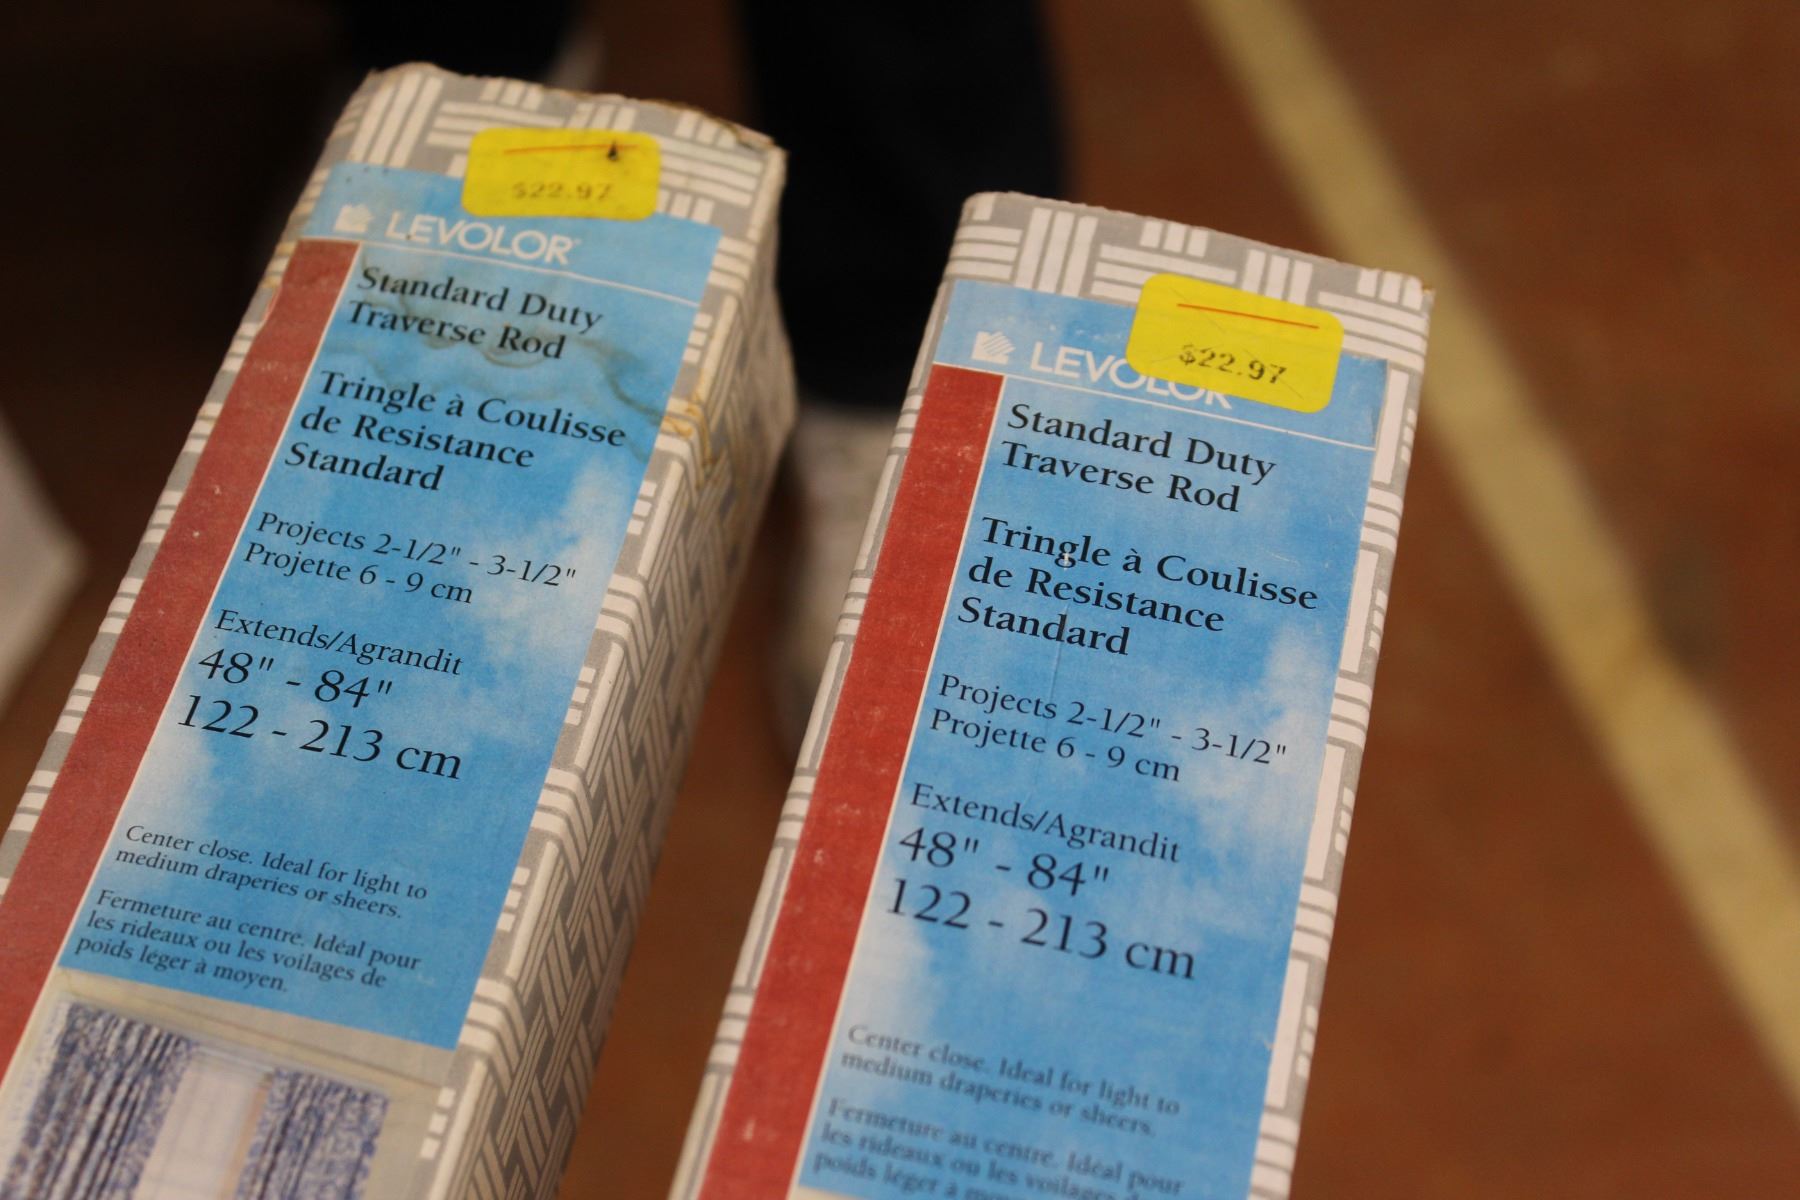 $22.97
LEVOLOR
Standard Duty
Traverse Rod
Tringle à Coulisse
de Resistance
Standard
Projects 2-1/2" - 3-1/2"
Projette 6 - 9 cm
Extends/Agrandit
48" - 84"
122 - 213 cm
Center close. Ideal for light to
medium draperies or sheers.
Fermeture au centre. Idéal pour
les rideaux ou les voilages de
poids léger à moyen.
$22.97
LEVOLOR
Standard Duty
Traverse Rod
Tringle à Coulisse
de Resistance
Standard
Projects 2-1/2" - 3-1/2"
Projette 6 - 9 cm
Extends/Agrandit
48" - 84"
122 - 213 cm
Center close. Ideal for light to
medium draperies or sheers.
Fermeture au centre. Idéal pour
les rideaux ou les voilages
poids léger à